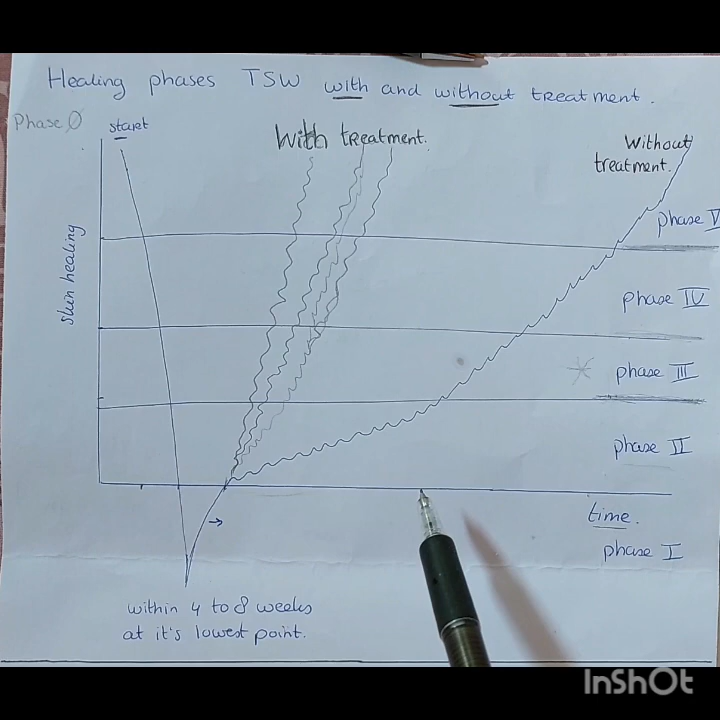 Healing phases TSW with and without treatment.
Phase 0
start
With treatment.
Without
treatment.
phase V
skin healing
phase IV
phase III
phase II
time.
phase I
within 4 to 8 weeks
at it's lowest point.
InShOt